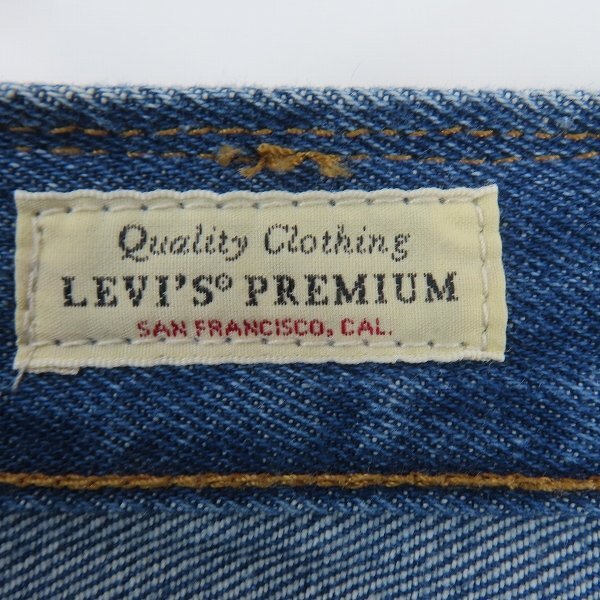 Quality Clothing
LEVI'S® PREMIUM
SAN FRANCISCO, CAL.